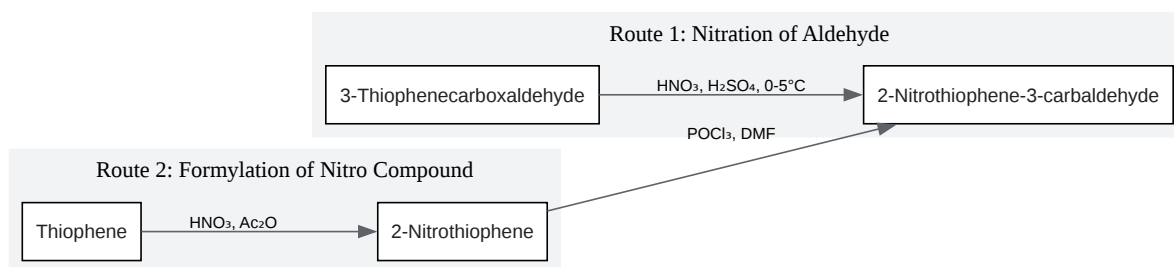 Route 1: Nitration of Aldehyde
3-Thiophenecarboxaldehyde
HNO₃, H₂SO₄, 0-5°C
2-Nitrothiophene-3-carbaldehyde
POCl₃, DMF
Route 2: Formylation of Nitro Compound
Thiophene
HNO₃, Ac₂O
2-Nitrothiophene